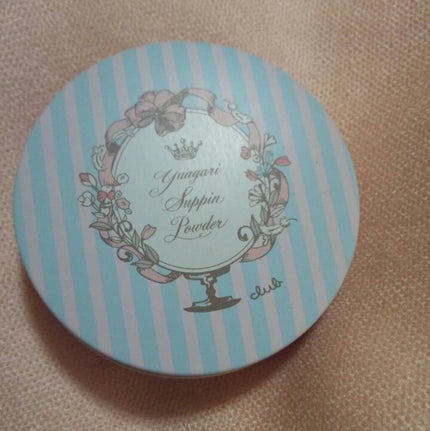 Yuagari
Suppin
Powder
club